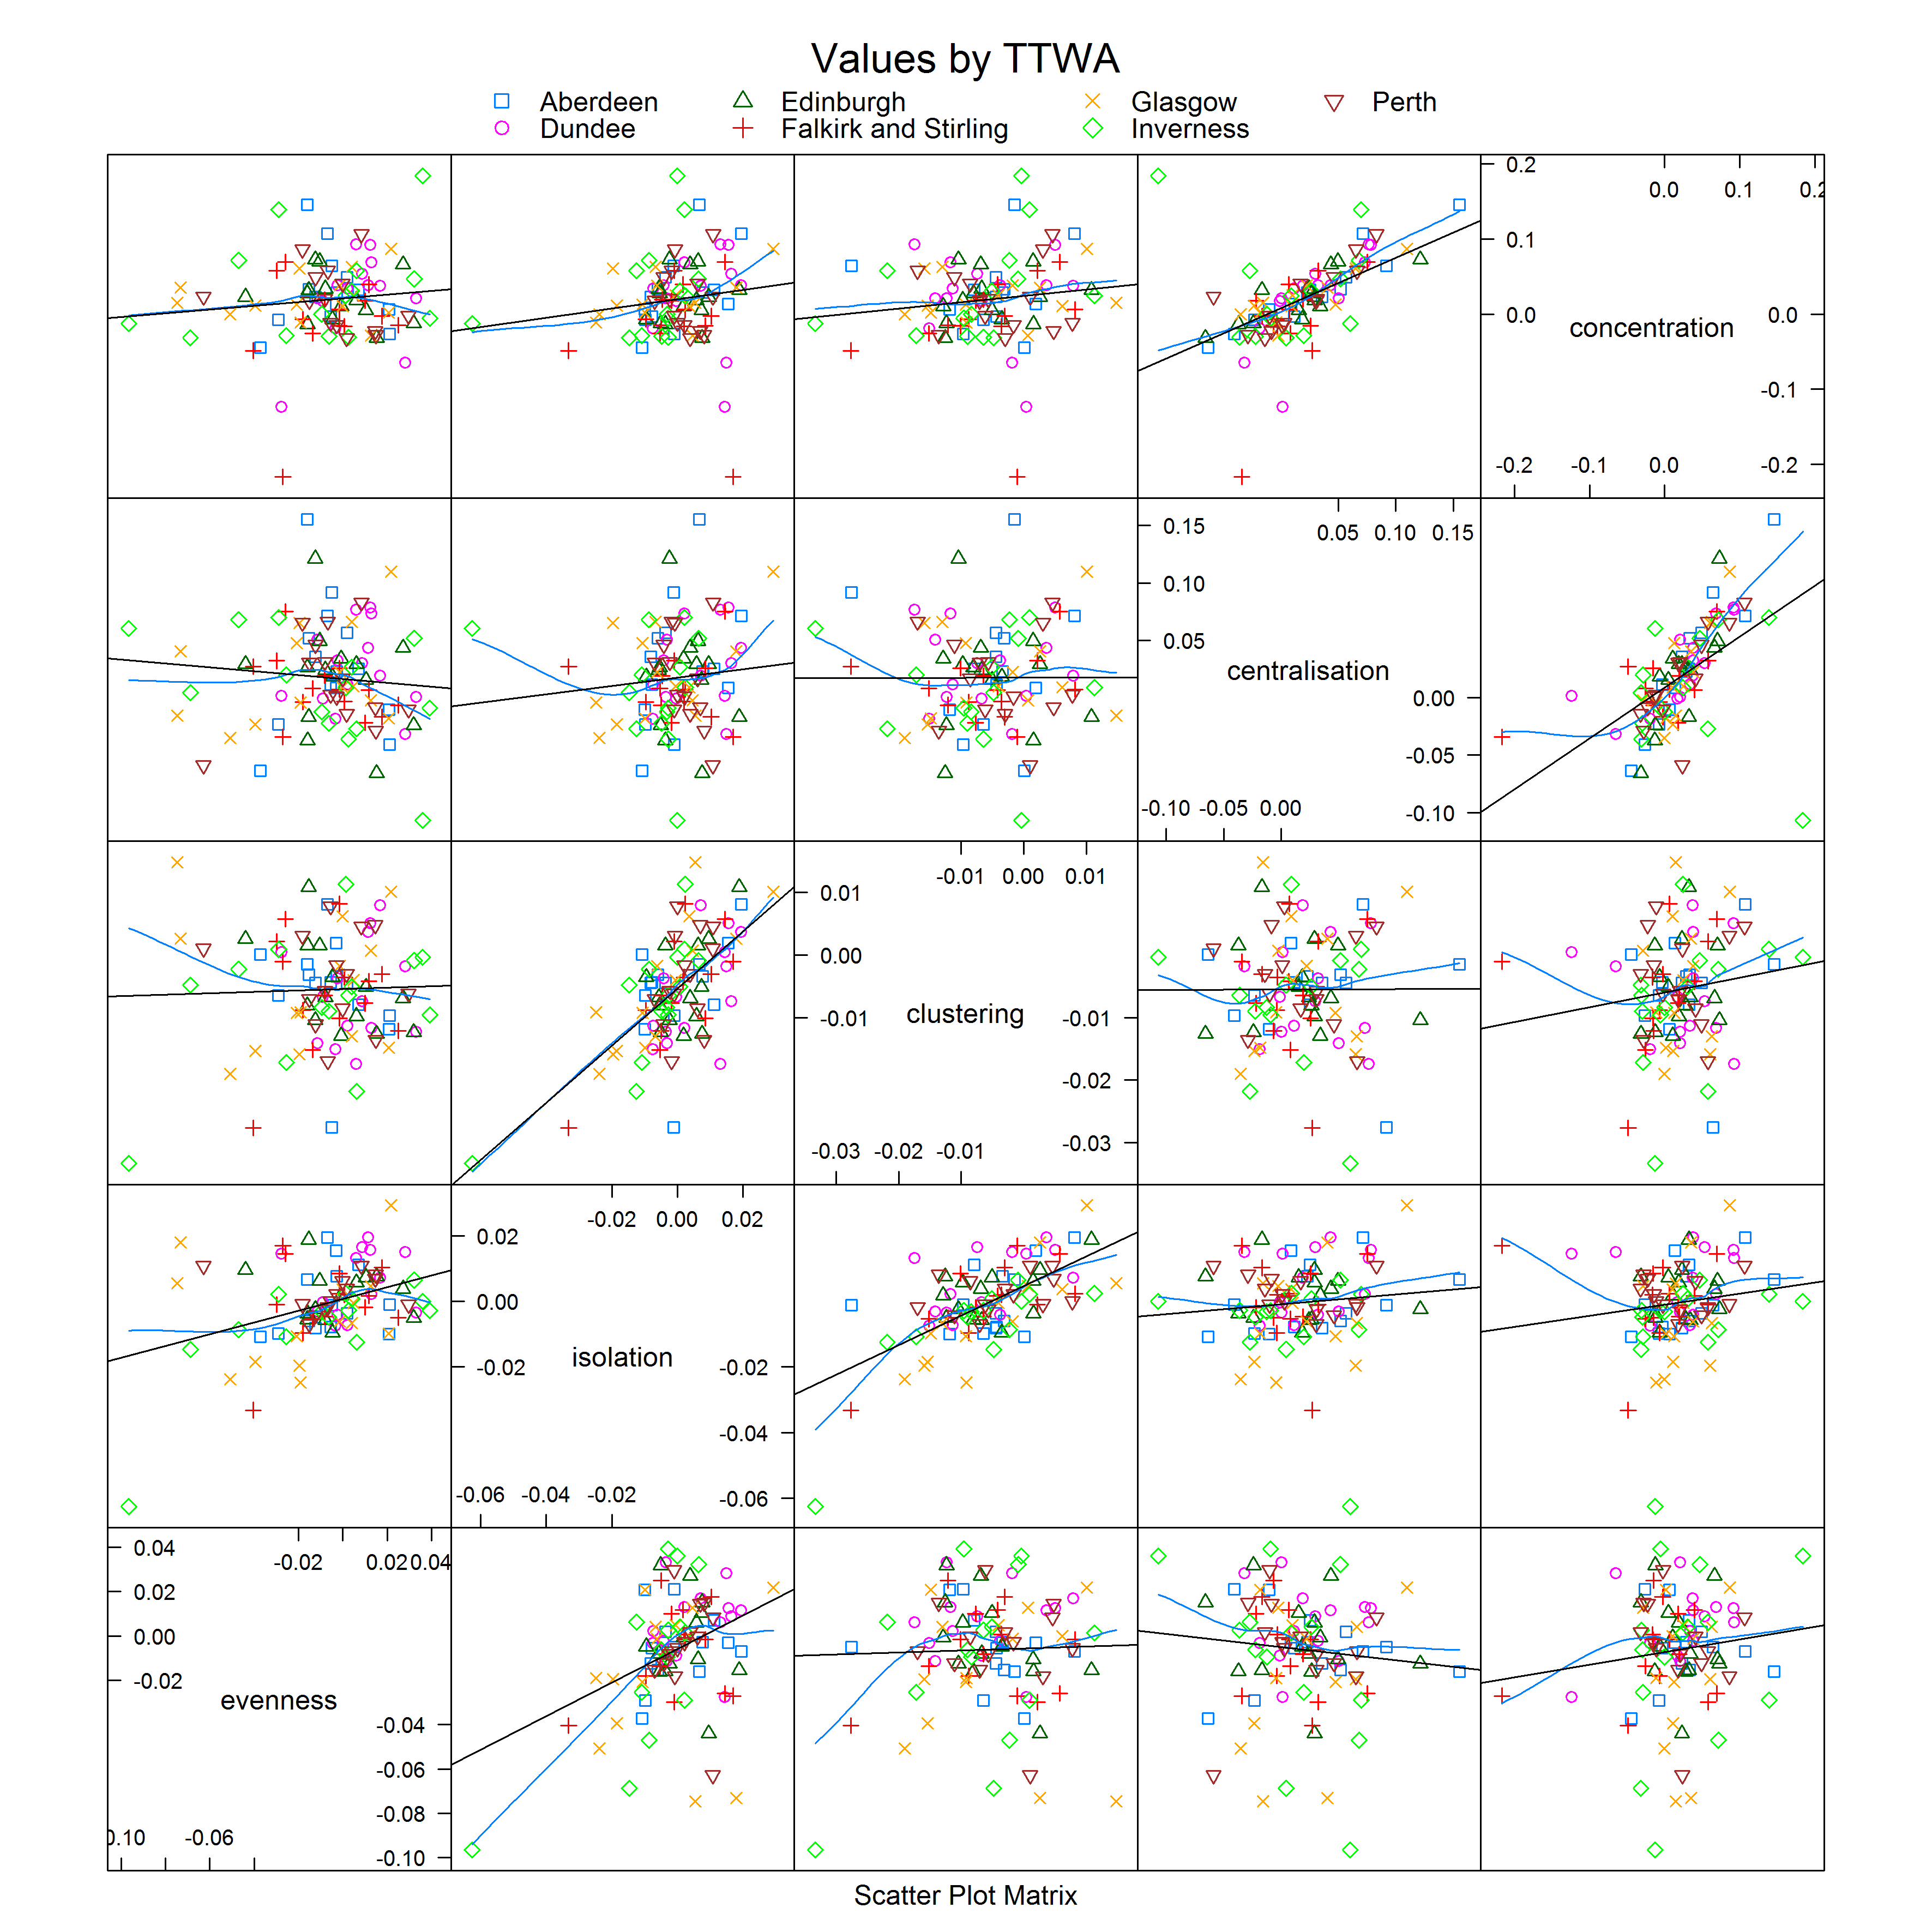 Values by TTWA
Aberdeen Edinburgh Glasgow Perth
Dundee Falkirk and Stirling Inverness
0.2 0.0 0.1 0.2
0.1
0.0 concentration 0.0
-0.1
-0.2 -0.1 0.0 -0.2
0.15 0.05 0.10 0.15
0.10
0.05
centralisation
0.00
-0.05
-0.10 -0.05 0.00 -0.10
-0.01 0.00 0.01
0.01
0.00
-0.01 clustering -0.01
-0.02
-0.03 -0.02 -0.01 -0.03
-0.02 0.00 0.02
0.02
0.00
isolation
-0.02 -0.02
-0.04
-0.06 -0.04 -0.02 -0.06
0.04 -0.02 0.02 0.04
0.02
0.00
-0.02
evenness
-0.04
-0.06
-0.08
0.10 -0.06 -0.10
Scatter Plot Matrix